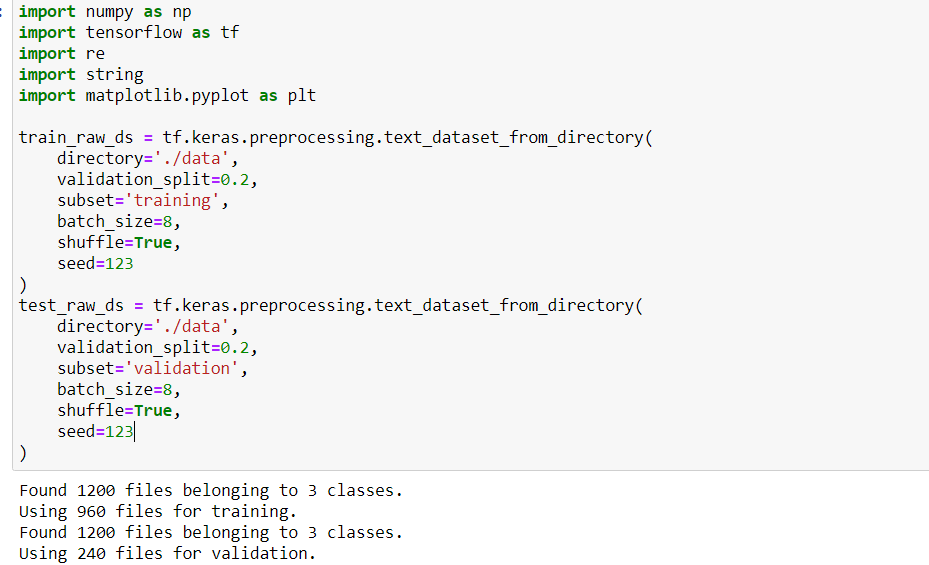 import numpy as np
import tensorflow as tf
import re
import string
import matplotlib.pyplot as plt

train_raw_ds = tf.keras.preprocessing.text_dataset_from_directory(
    directory='./data',
    validation_split=0.2,
    subset='training',
    batch_size=8,
    shuffle=True,
    seed=123
)
test_raw_ds = tf.keras.preprocessing.text_dataset_from_directory(
    directory='./data',
    validation_split=0.2,
    subset='validation',
    batch_size=8,
    shuffle=True,
    seed=123
)
Found 1200 files belonging to 3 classes.
Using 960 files for training.
Found 1200 files belonging to 3 classes.
Using 240 files for validation.